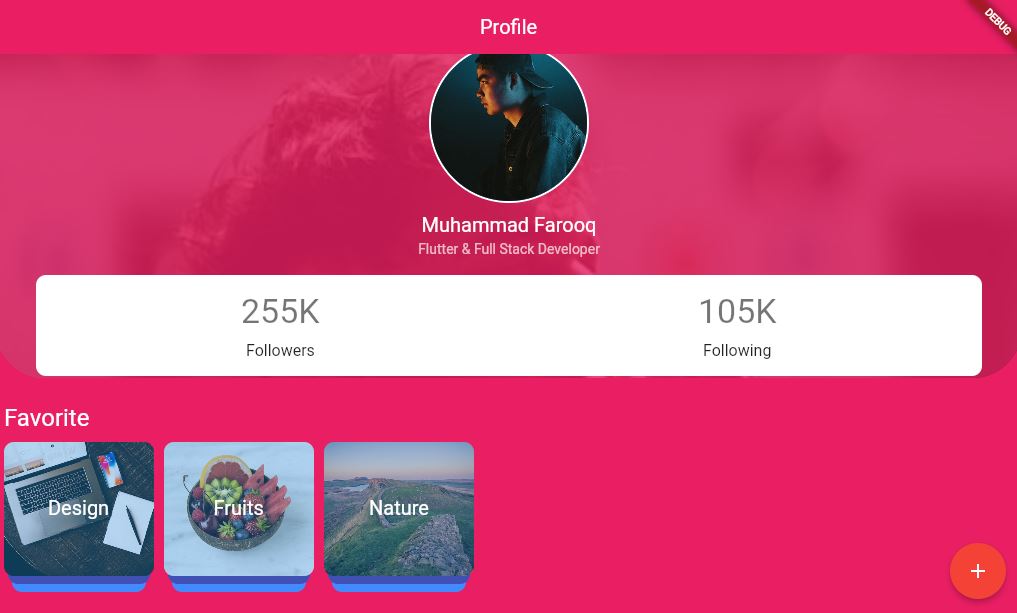 Profile
DEBUG
Muhammad Farooq
Flutter & Full Stack Developer
255K
105K
Followers
Following
Favorite
Design
Fruits
Nature
+